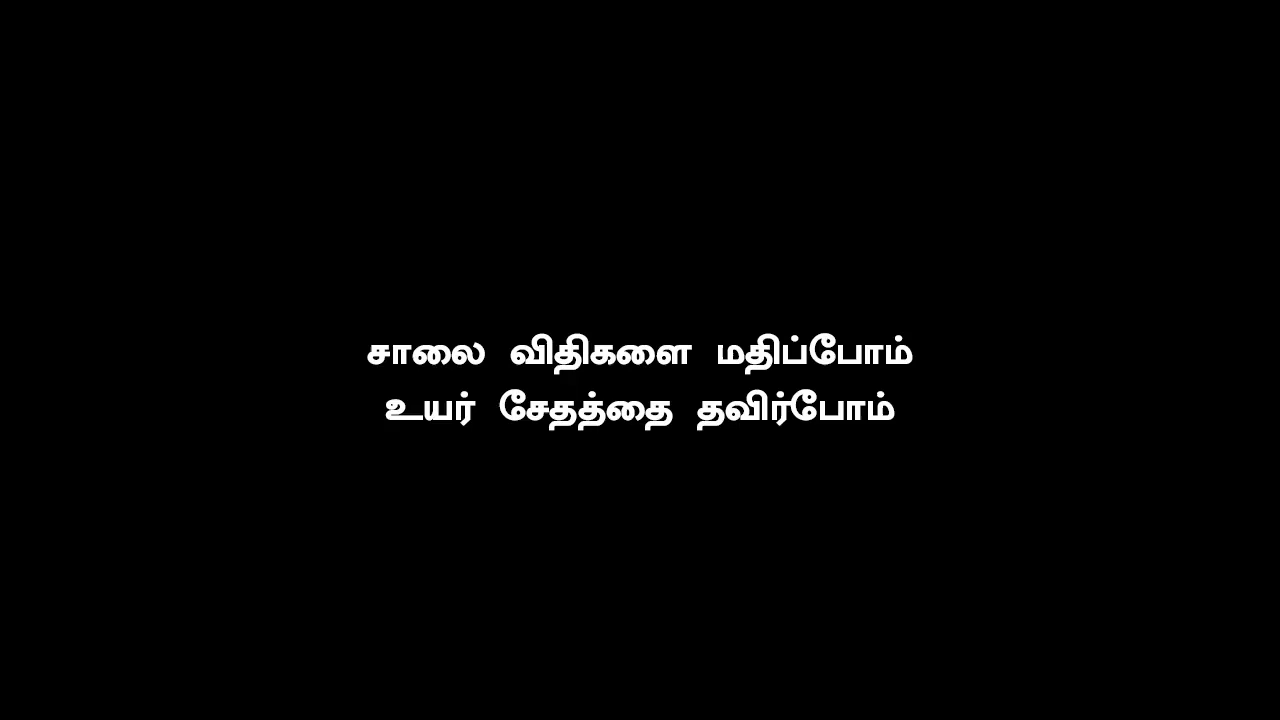 சாலை விதிகளை மதிப்போம்
உயர் சேதத்தை தவிர்போம்